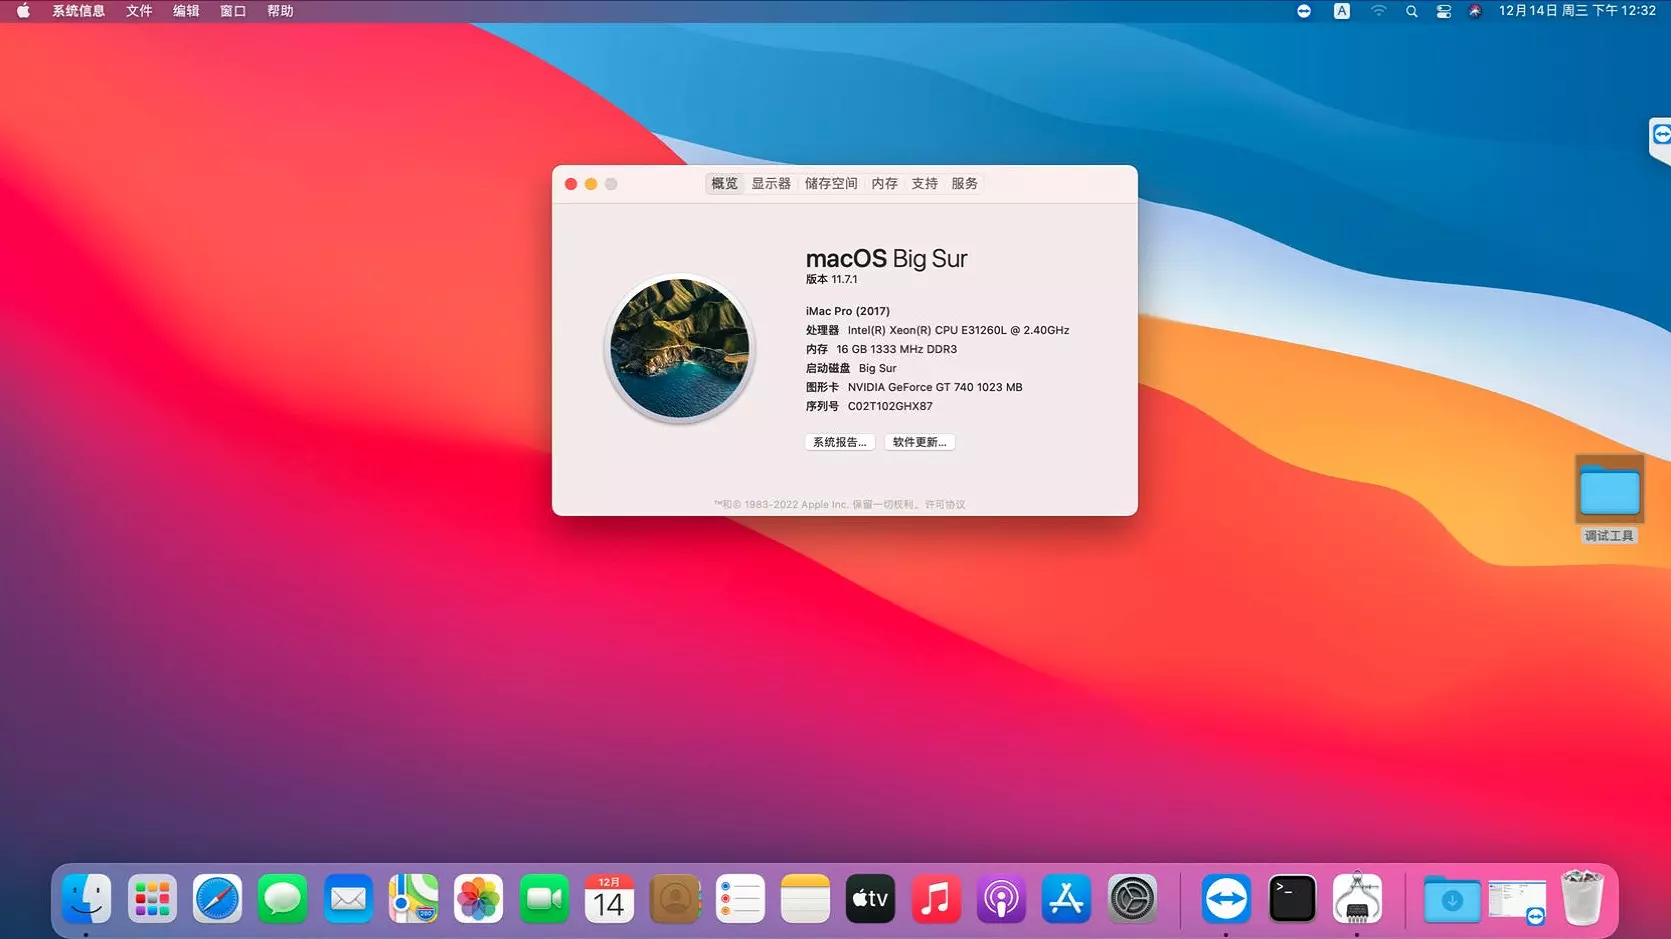 系统信息 文件 编辑 窗口 帮助
A
12月14日 周三 下午12:32
概览 显示器 储存空间 内存 支持 服务
macOS Big Sur
版本 11.7.1
iMac Pro (2017)
处理器 Intel(R) Xeon(R) CPU E31260L @ 2.40GHz
内存 16 GB 1333 MHz DDR3
启动磁盘 Big Sur
图形卡 NVIDIA GeForce GT 740 1023 MB
序列号 C02T102GHX87
系统报告... 软件更新...
™和© 1983-2022 Apple Inc. 保留一切权利。许可协议
调试工具
12月
14
280
tv
>_